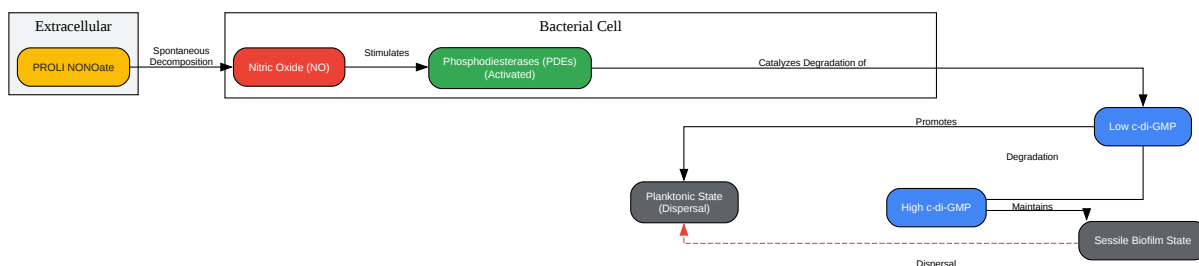 Extracellular
Bacterial Cell
PROLI NONOate
Spontaneous
Decomposition
Nitric Oxide (NO)
Stimulates
Phosphodiesterases (PDEs)
(Activated)
Catalyzes Degradation of
Low c-di-GMP
Promotes
Degradation
Planktonic State
(Dispersal)
High c-di-GMP
Maintains
Sessile Biofilm State
Dispersal